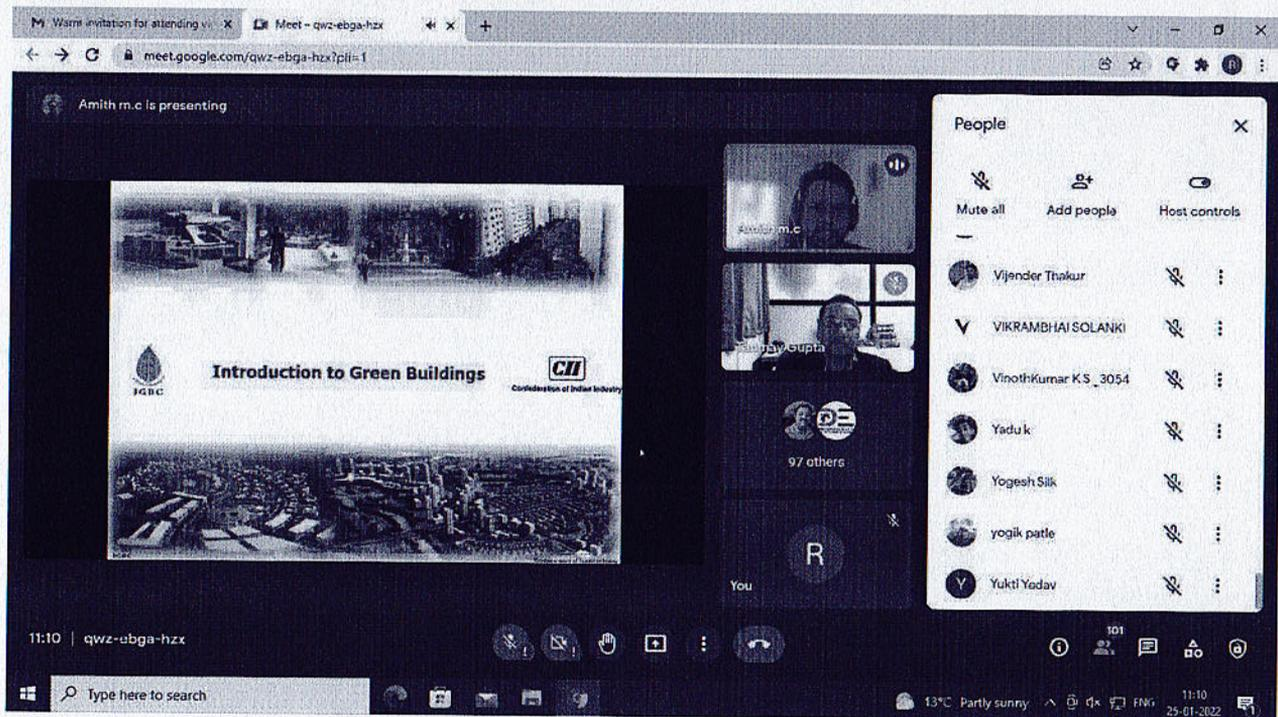 Warm invitation for attending vi
Meet – qwz-ebga-hzx
meet.google.com/qwz-ebga-hzx?pli=1
R
Amith m.c is presenting
People
Mute all
Add people
Host controls
Amith m.c
Vijender Thakur
VIKRAMBHAI SOLANKI
VinothKumar K S_3054
Yadu k
Yogesh Silk
yogik patle
Y
Yukti Yadav
Introduction to Green Buildings
IGBC
CII
Confederation of Indian Industry
Gupta
97 others
R
You
11:10 | qwz-ebga-hzx
101
Type here to search
13°C Partly sunny
ENG
11:10
25-01-2022